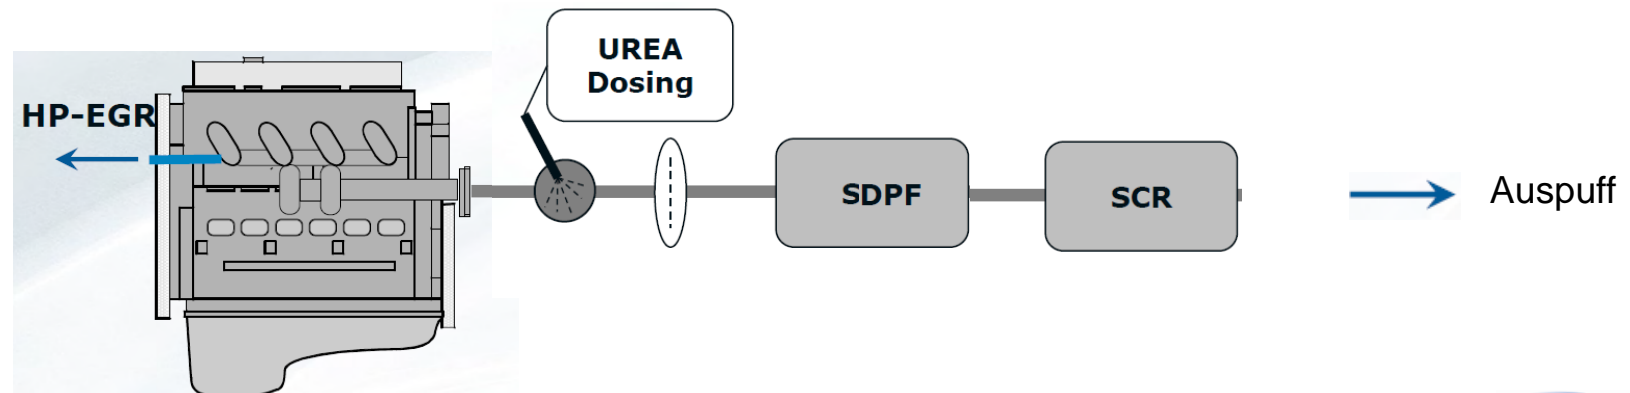 UREA
Dosing
HP-EGR
SDPF
SCR
Auspuff